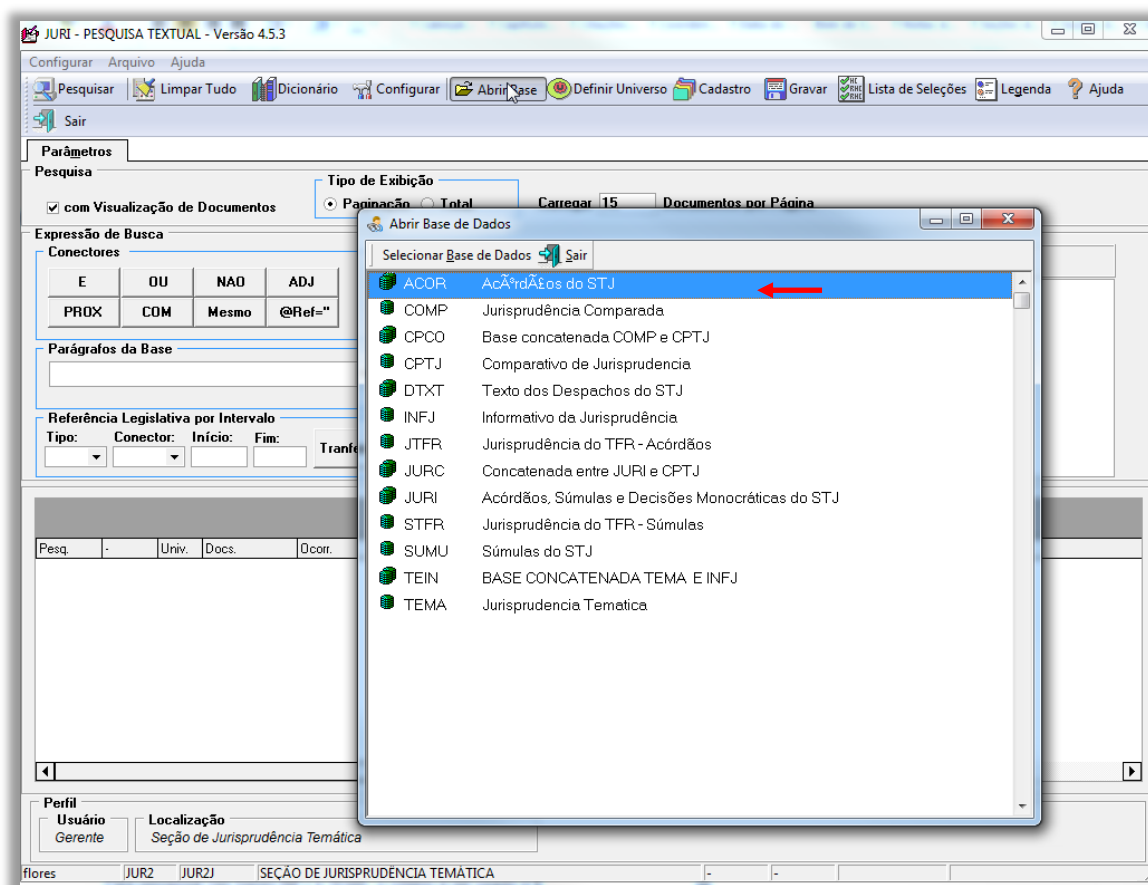 JURI - PESQUISA TEXTUAL - Versão 4.5.3
Configurar Arquivo Ajuda
Pesquisar Limpar Tudo Dicionário Configurar Abrir Base Definir Universo Cadastro Gravar Lista de Seleções Legenda Ajuda
Sair
Parâmetros
Pesquisa
com Visualização de Documentos
Tipo de Exibição
Paginação Total
Carregar 15 Documentos por Página
Expressão de Busca
Conectores
E OU NAO ADJ
PROX COM Mesmo @Ref="
Parágrafos da Base
Referência Legislativa por Intervalo
Tipo: Conector: Início: Fim:
Tranfe
Abrir Base de Dados
Selecionar Base de Dados Sair
ACOR AcÃ³rdÃ£os do STJ
COMP Jurisprudência Comparada
CPCO Base concatenada COMP e CPTJ
CPTJ Comparativo de Jurisprudencia
DTXT Texto dos Despachos do STJ
INFJ Informativo da Jurisprudência
JTFR Jurisprudência do TFR - Acórdãos
JURC Concatenada entre JURI e CPTJ
JURI Acórdãos, Súmulas e Decisões Monocráticas do STJ
STFR Jurisprudência do TFR - Súmulas
SUMU Súmulas do STJ
TEIN BASE CONCATENADA TEMA E INFJ
TEMA Jurisprudencia Tematica
Pesq. - Univ. Docs. Ocorr.
Perfil
Usuário
Gerente
Localização
Seção de Jurisprudência Temática
flores JUR2 JUR2J SEÇÃO DE JURISPRUDÊNCIA TEMÁTICA - -